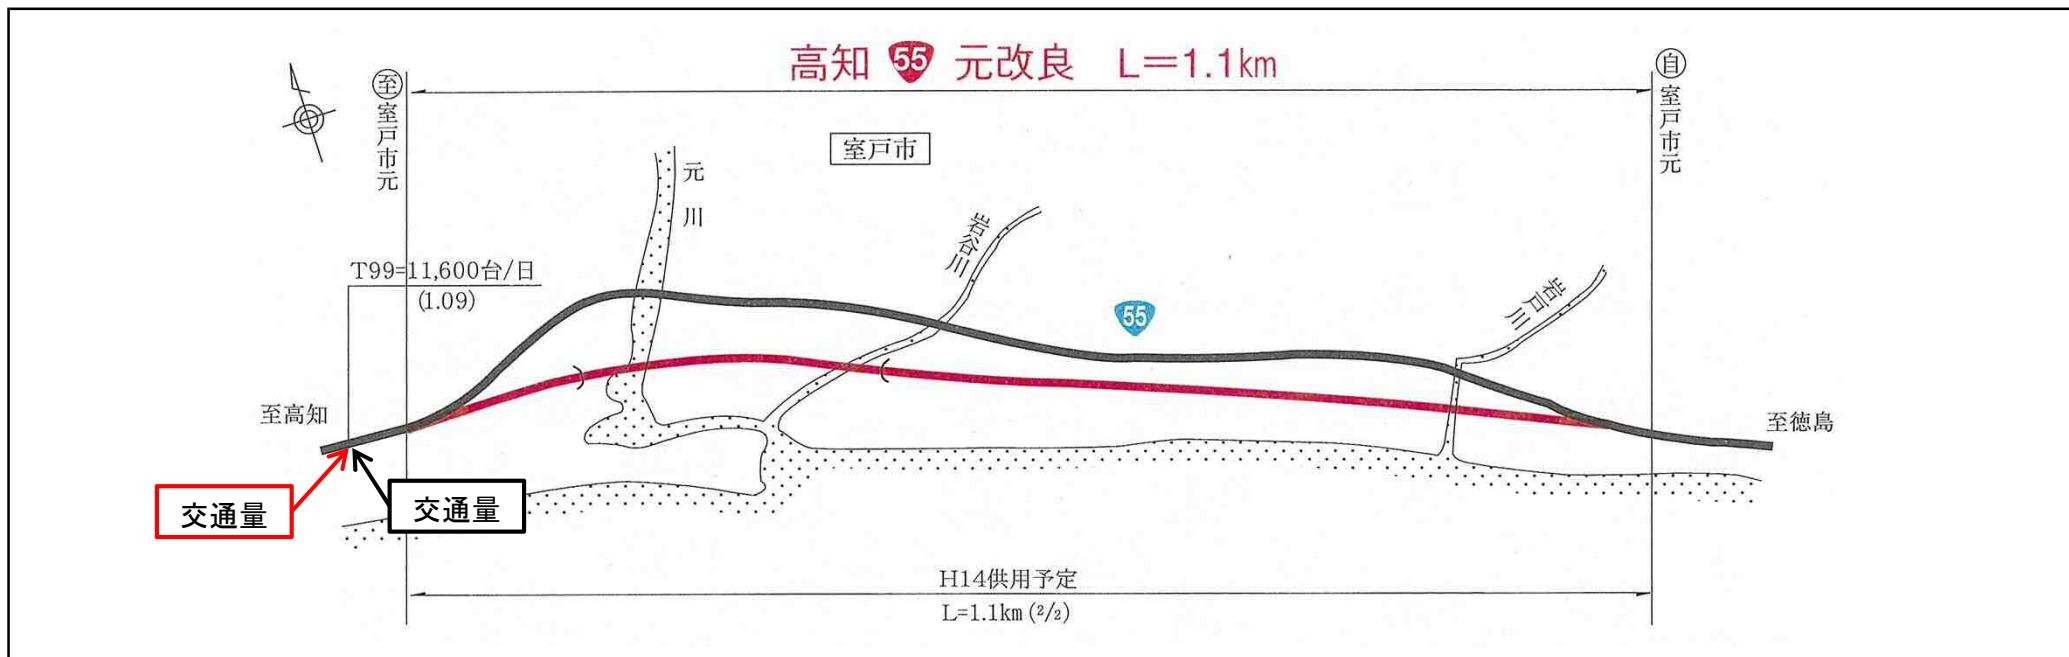 高知 55 元改良 L=1.1km
至 室戸市元
自 室戸市元
室戸市
元川
岩谷川
岩戸川
T99=11,600台/日
(1.09)
55
至高知
至徳島
交通量
交通量
H14供用予定
L=1.1km (2/2)